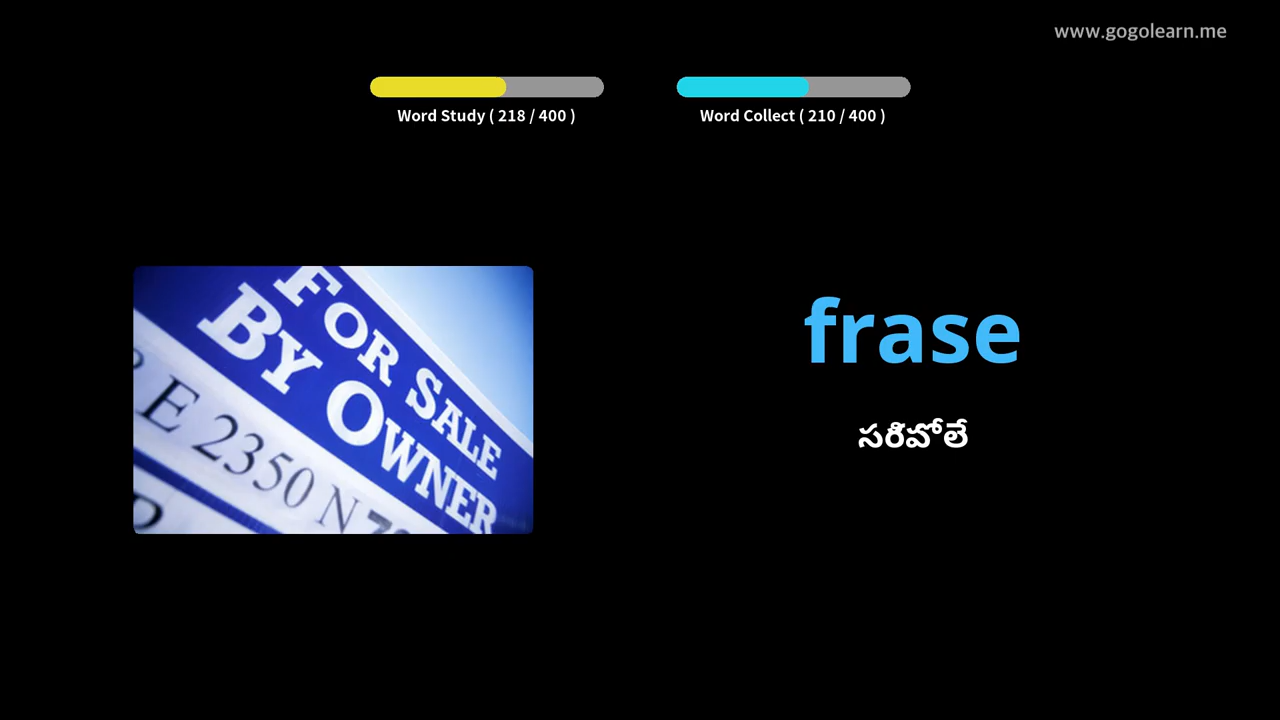 www.gogolearn.me
Word Study ( 218 / 400 )
Word Collect ( 210 / 400 )
FOR SALE
BY OWNER
E 2350 N
frase
సరిపోలే